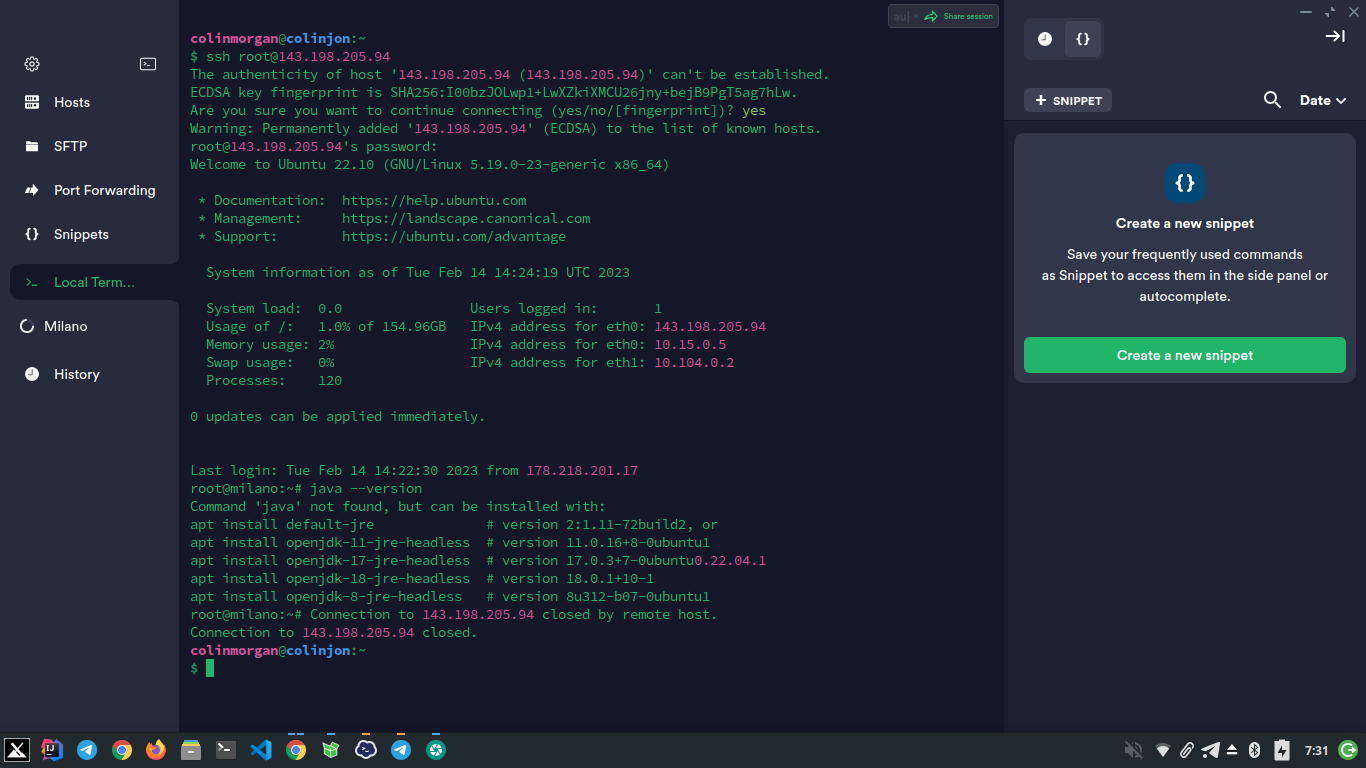 Hosts
SFTP
Port Forwarding
Snippets
Local Term...
Milano
History
Share session
colinmorgan@colinjon:~
$ ssh root@143.198.205.94
The authenticity of host '143.198.205.94 (143.198.205.94)' can't be established.
ECDSA key fingerprint is SHA256:I00bzJOLwp1+LwXZkiXMCU26jny+bejB9PgT5ag7hLw.
Are you sure you want to continue connecting (yes/no/[fingerprint])? yes
Warning: Permanently added '143.198.205.94' (ECDSA) to the list of known hosts.
root@143.198.205.94's password:
Welcome to Ubuntu 22.10 (GNU/Linux 5.19.0-23-generic x86_64)
* Documentation:  https://help.ubuntu.com
* Management:     https://landscape.canonical.com
* Support:        https://ubuntu.com/advantage
System information as of Tue Feb 14 14:24:19 UTC 2023
System load:  0.0                Users logged in:       1
Usage of /:   1.0% of 154.96GB   IPv4 address for eth0: 143.198.205.94
Memory usage: 2%                 IPv4 address for eth0: 10.15.0.5
Swap usage:   0%                 IPv4 address for eth1: 10.104.0.2
Processes:    120
0 updates can be applied immediately.
Last login: Tue Feb 14 14:22:30 2023 from 178.218.201.17
root@milano:~# java --version
Command 'java' not found, but can be installed with:
apt install default-jre              # version 2:1.11-72build2, or
apt install openjdk-11-jre-headless  # version 11.0.16+8-0ubuntu1
apt install openjdk-17-jre-headless  # version 17.0.3+7-0ubuntu0.22.04.1
apt install openjdk-18-jre-headless  # version 18.0.1+10-1
apt install openjdk-8-jre-headless   # version 8u312-b07-0ubuntu1
root@milano:~# Connection to 143.198.205.94 closed by remote host.
Connection to 143.198.205.94 closed.
colinmorgan@colinjon:~
$
{}
+ SNIPPET
Date
{}
Create a new snippet
Save your frequently used commands
as Snippet to access them in the side panel or
autocomplete.
Create a new snippet
7:31